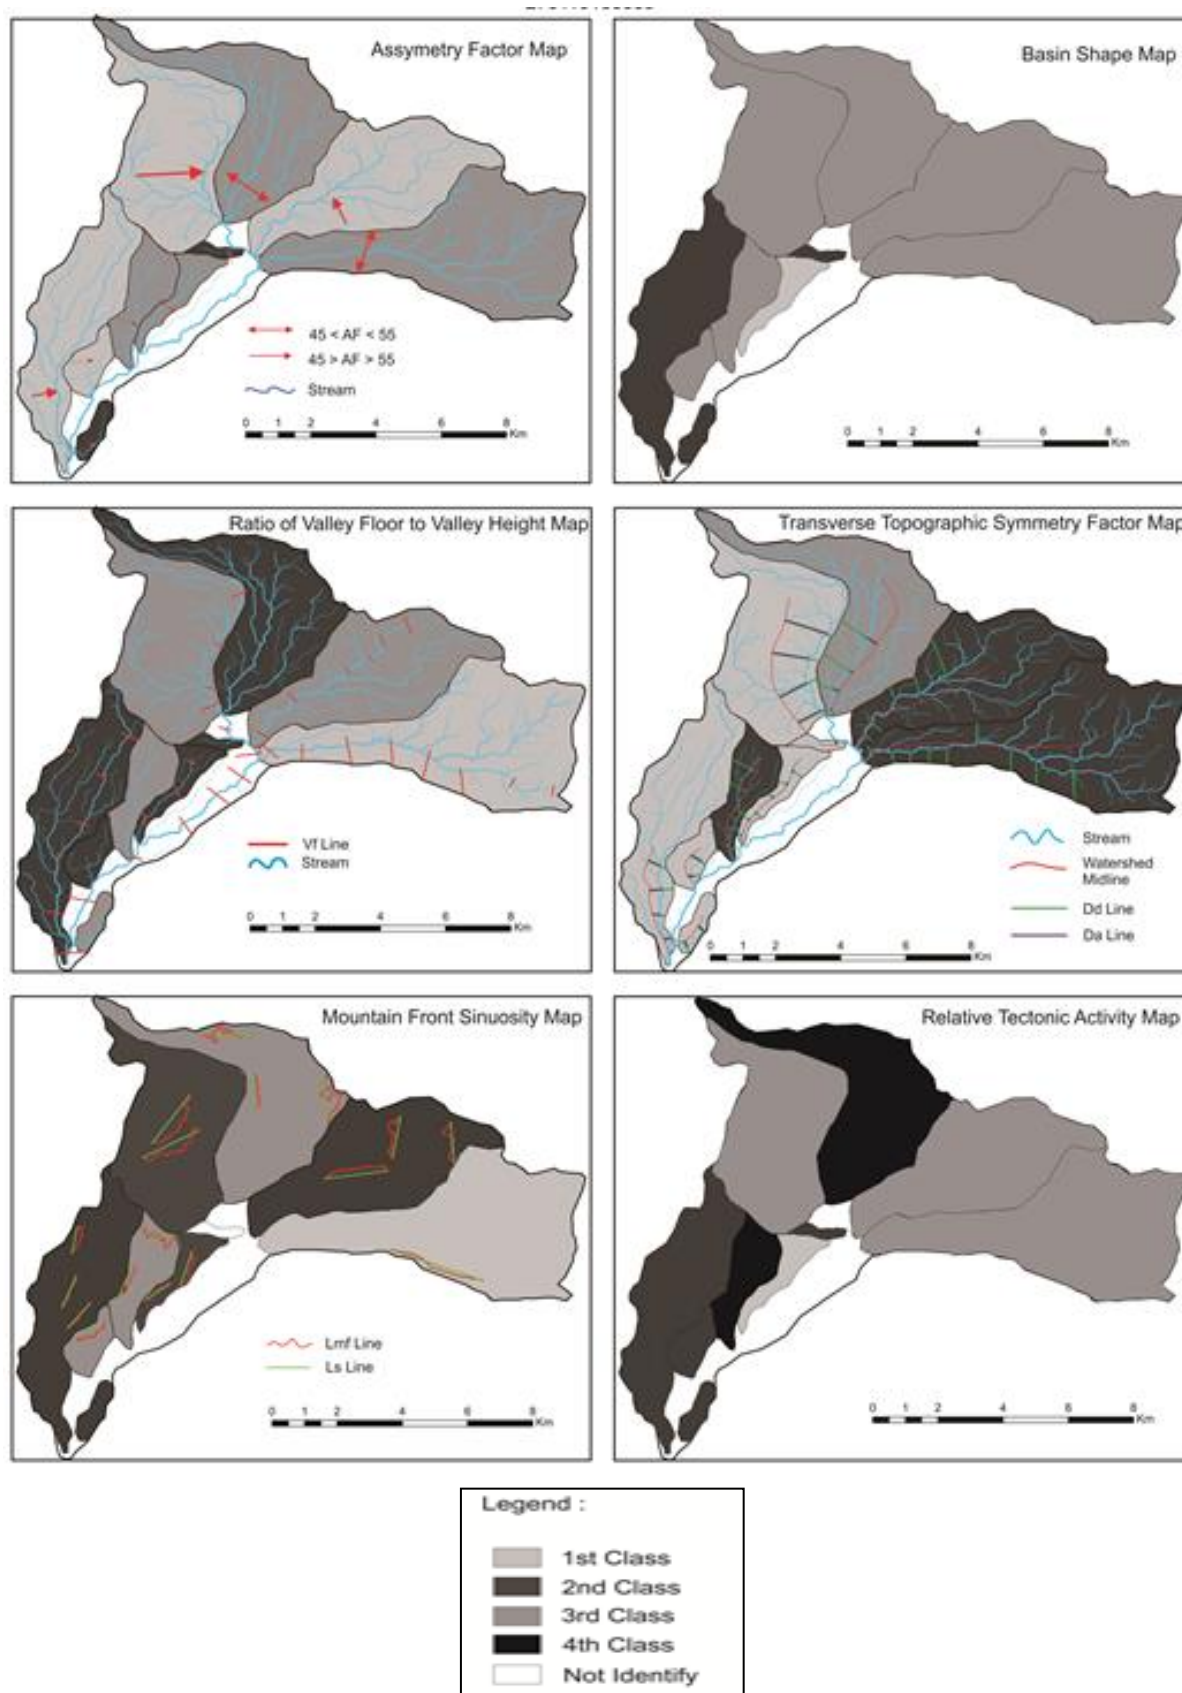 Assymetry Factor Map
45 < AF < 55
45 > AF > 55
Stream
0 1 2 4 6 8
Km
Basin Shape Map
0 1 2 4 6 8
Km
Ratio of Valley Floor to Valley Height Map
Vf Line
Stream
0 1 2 4 6 8
Km
Transverse Topographic Symmetry Factor Map
Stream
Watershed
Midline
Dd Line
Da Line
0 1 2 4 6 8
Km
Mountain Front Sinuosity Map
Lmf Line
Ls Line
0 1 2 4 6 8
Km
Relative Tectonic Activity Map
0 1 2 4 6 8
Km
Legend :
1st Class
2nd Class
3rd Class
4th Class
Not Identify